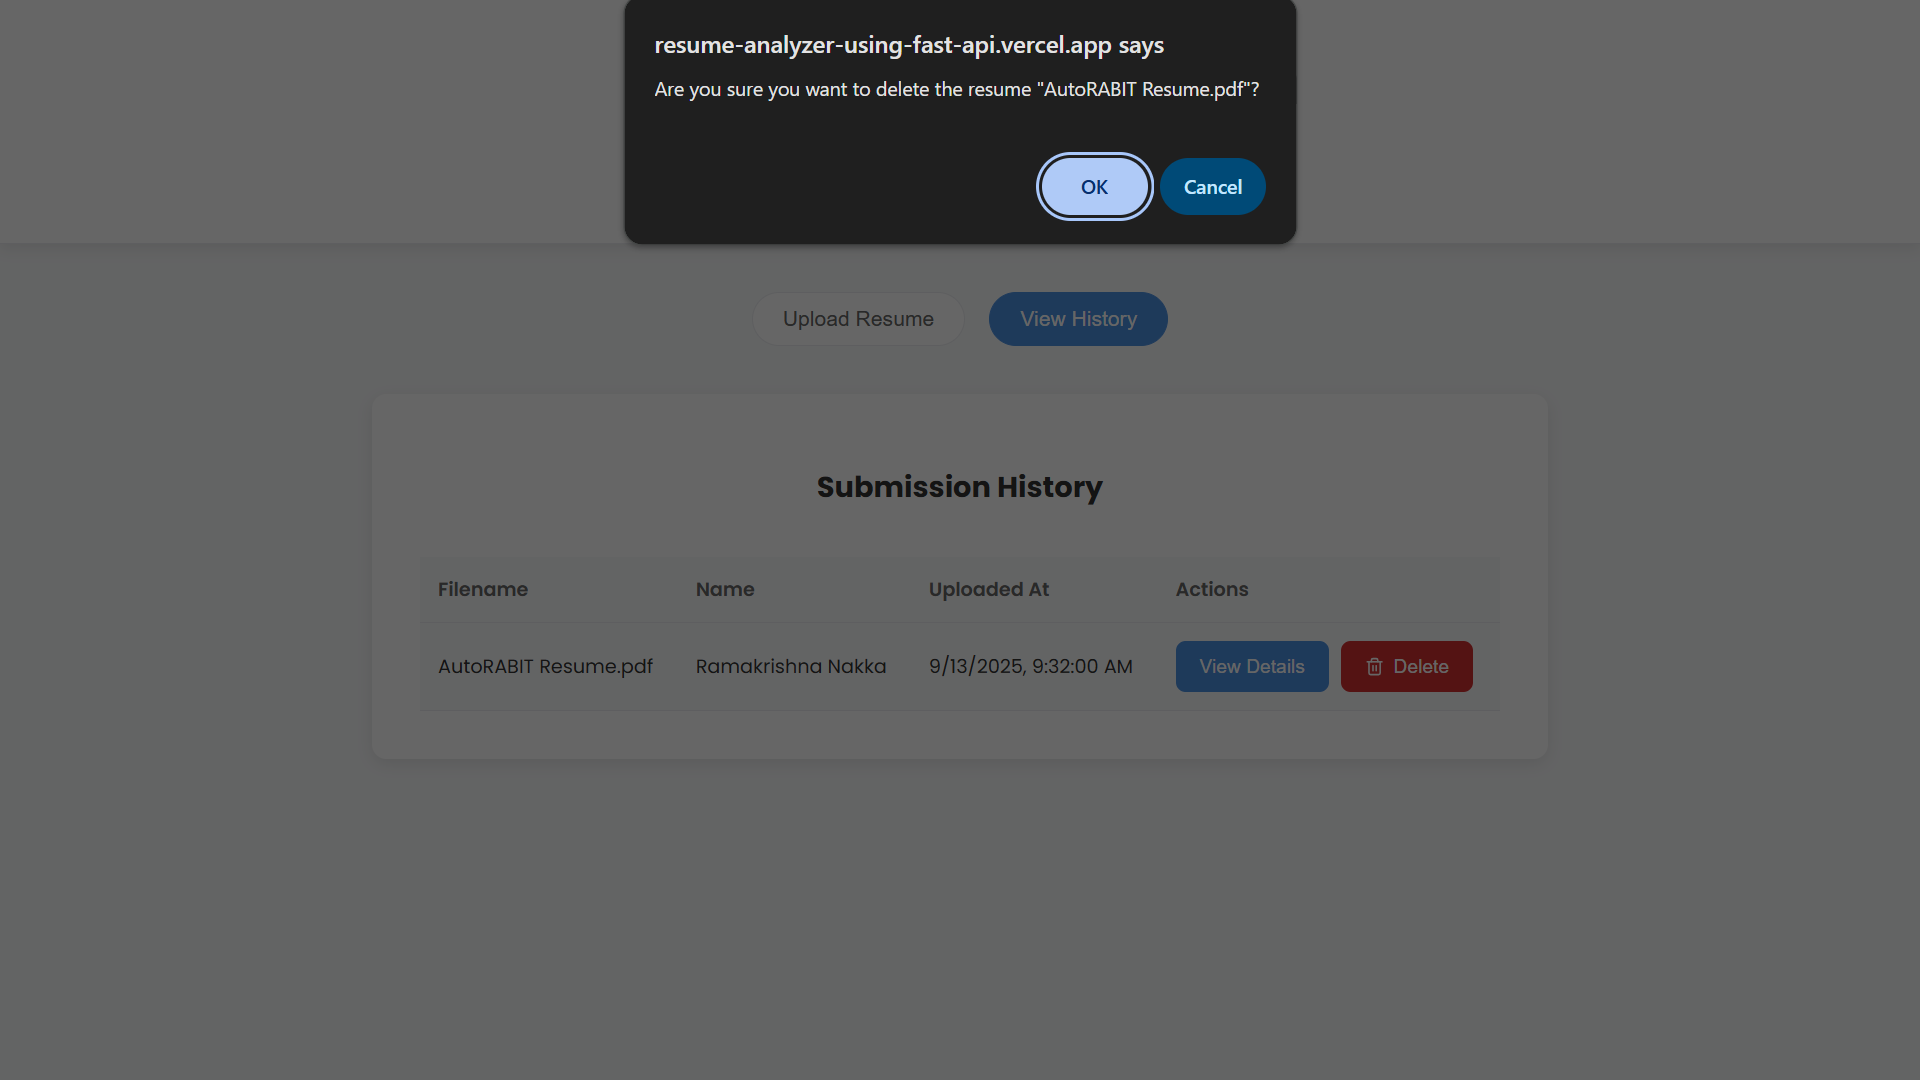 resume-analyzer-using-fast-api.vercel.app says
Are you sure you want to delete the resume "AutoRABIT Resume.pdf"?
OK Cancel
Upload Resume View History
Submission History
Filename Name Uploaded At Actions
AutoRABIT Resume.pdf Ramakrishna Nakka 9/13/2025, 9:32:00 AM View Details Delete